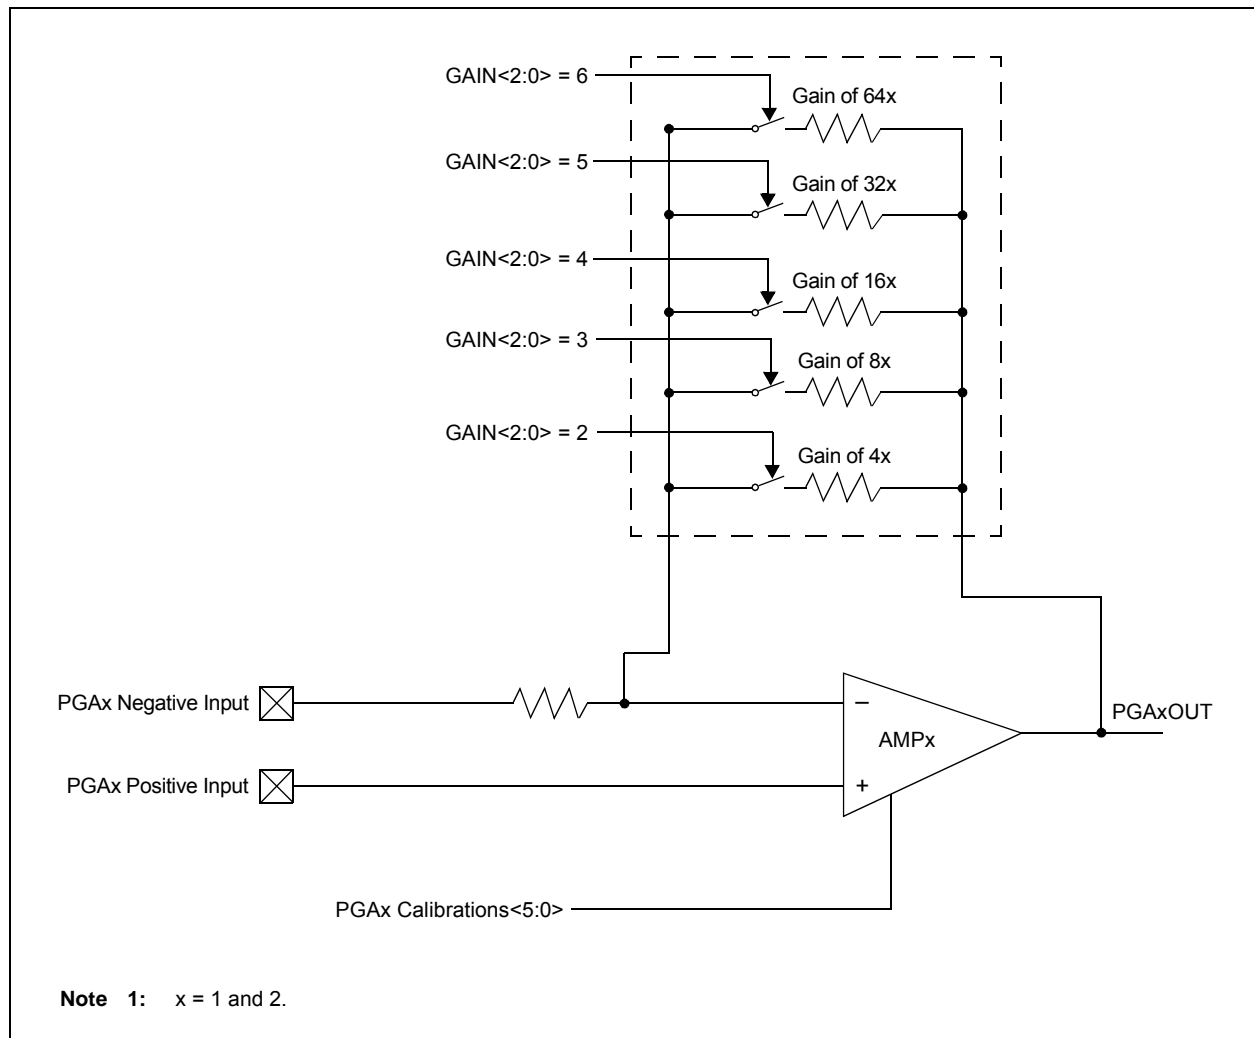 GAIN<2:0> = 6
Gain of 64x
GAIN<2:0> = 5
Gain of 32x
GAIN<2:0> = 4
Gain of 16x
GAIN<2:0> = 3
Gain of 8x
GAIN<2:0> = 2
Gain of 4x
PGAx Negative Input
–
PGAxOUT
AMPx
PGAx Positive Input
+
PGAx Calibrations<5:0>
Note 1: x = 1 and 2.